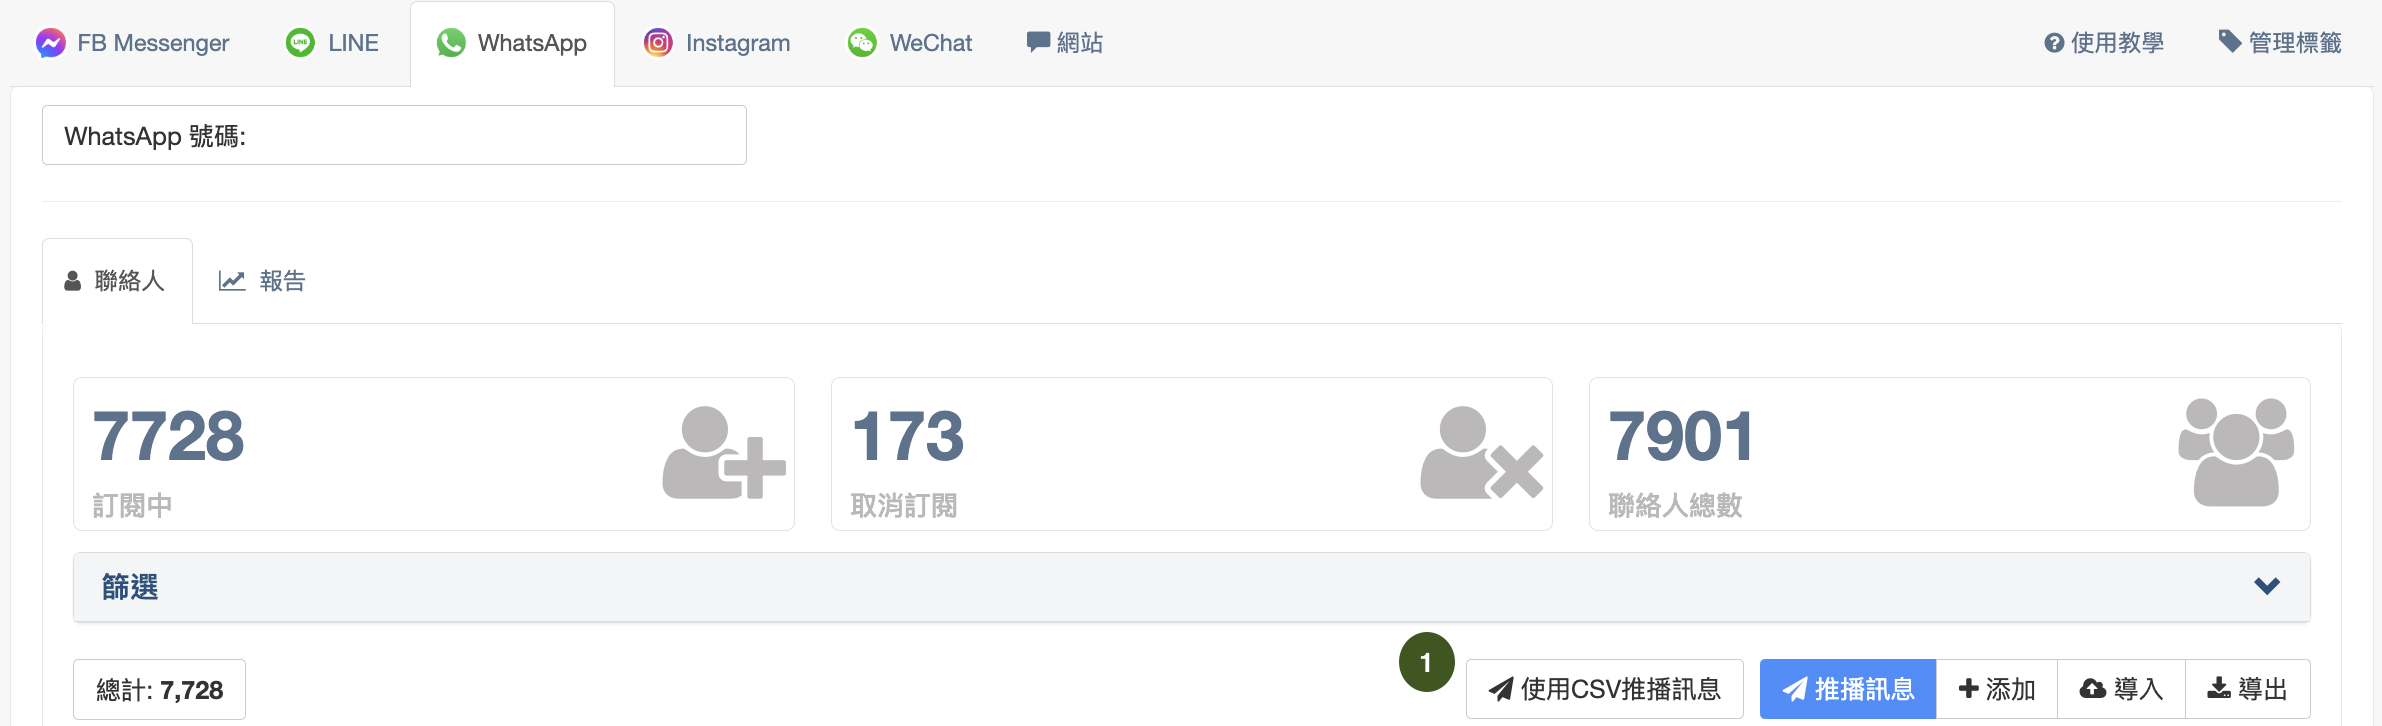 FB Messenger LINE WhatsApp Instagram WeChat 網站 使用教學 管理標籤
WhatsApp 號碼:
聯絡人 報告
7728 173 7901
訂閱中 取消訂閱 聯絡人總數
篩選
1
總計: 7,728 使用CSV推播訊息 推播訊息 添加 導入 導出